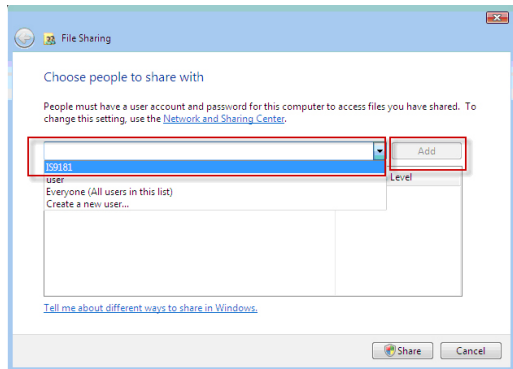 File Sharing
Choose people to share with
People must have a user account and password for this computer to access files you have shared. To
change this setting, use the Network and Sharing Center.
Add
IS9181
user
Level
Everyone (All users in this list)
Create a new user...
Tell me about different ways to share in Windows.
Share
Cancel